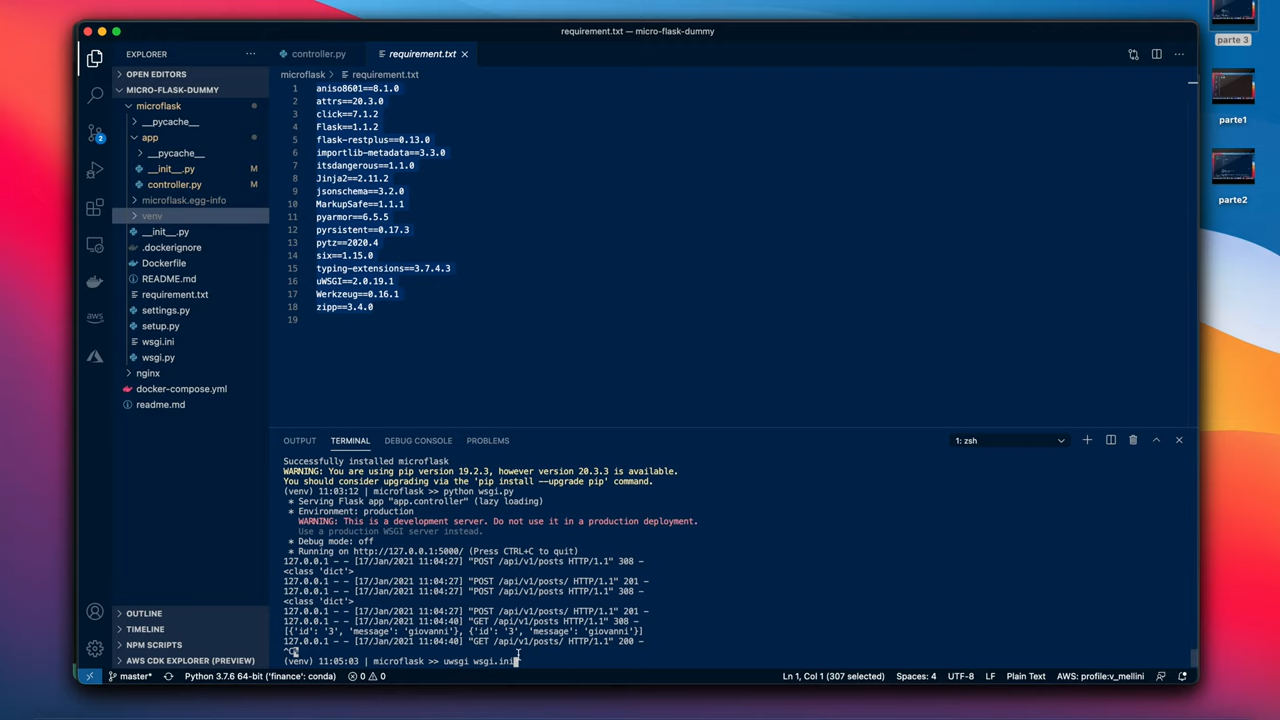 requirement.txt — micro-flask-dummy
parte 3
EXPLORER
controller.py
requirement.txt
OPEN EDITORS
MICRO-FLASK-DUMMY
microflask
__pycache__
app
__pycache__
__init__.py M
controller.py M
microflask.egg-info
venv
__init__.py
.dockerignore
Dockerfile
README.md
requirement.txt
settings.py
setup.py
wsgi.ini
wsgi.py
nginx
docker-compose.yml
readme.md
OUTLINE
TIMELINE
NPM SCRIPTS
AWS CDK EXPLORER (PREVIEW)
2
aws
microflask > requirement.txt
1 aniso8601==8.1.0
2 attrs==20.3.0
3 click==7.1.2
4 Flask==1.1.2
5 flask-restplus==0.13.0
6 importlib-metadata==3.3.0
7 itsdangerous==1.1.0
8 Jinja2==2.11.2
9 jsonschema==3.2.0
10 MarkupSafe==1.1.1
11 pyarmor==6.5.5
12 pyrsistent==0.17.3
13 pytz==2020.4
14 six==1.15.0
15 typing-extensions==3.7.4.3
16 uWSGI==2.0.19.1
17 Werkzeug==0.16.1
18 zipp==3.4.0
19
parte1
parte2
OUTPUT TERMINAL DEBUG CONSOLE PROBLEMS
1: zsh
Successfully installed microflask
WARNING: You are using pip version 19.2.3, however version 20.3.3 is available.
You should consider upgrading via the 'pip install --upgrade pip' command.
(venv) 11:03:12 | microflask >> python wsgi.py
* Serving Flask app "app.controller" (lazy loading)
* Environment: production
WARNING: This is a development server. Do not use it in a production deployment.
Use a production WSGI server instead.
* Debug mode: off
* Running on http://127.0.0.1:5000/ (Press CTRL+C to quit)
127.0.0.1 - - [17/Jan/2021 11:04:27] "POST /api/v1/posts HTTP/1.1" 308 -
<class 'dict'>
127.0.0.1 - - [17/Jan/2021 11:04:27] "POST /api/v1/posts/ HTTP/1.1" 201 -
127.0.0.1 - - [17/Jan/2021 11:04:27] "POST /api/v1/posts HTTP/1.1" 308 -
<class 'dict'>
127.0.0.1 - - [17/Jan/2021 11:04:27] "POST /api/v1/posts/ HTTP/1.1" 201 -
127.0.0.1 - - [17/Jan/2021 11:04:40] "GET /api/v1/posts HTTP/1.1" 308 -
[{'id': '3', 'message': 'giovanni'}, {'id': '3', 'message': 'giovanni'}]
127.0.0.1 - - [17/Jan/2021 11:04:40] "GET /api/v1/posts/ HTTP/1.1" 200 -
^C%
(venv) 11:05:03 | microflask >> uwsgi wsgi.ini
master* Python 3.7.6 64-bit ('finance': conda) 0 0 Ln 1, Col 1 (307 selected) Spaces: 4 UTF-8 LF Plain Text AWS: profile:v_mellini